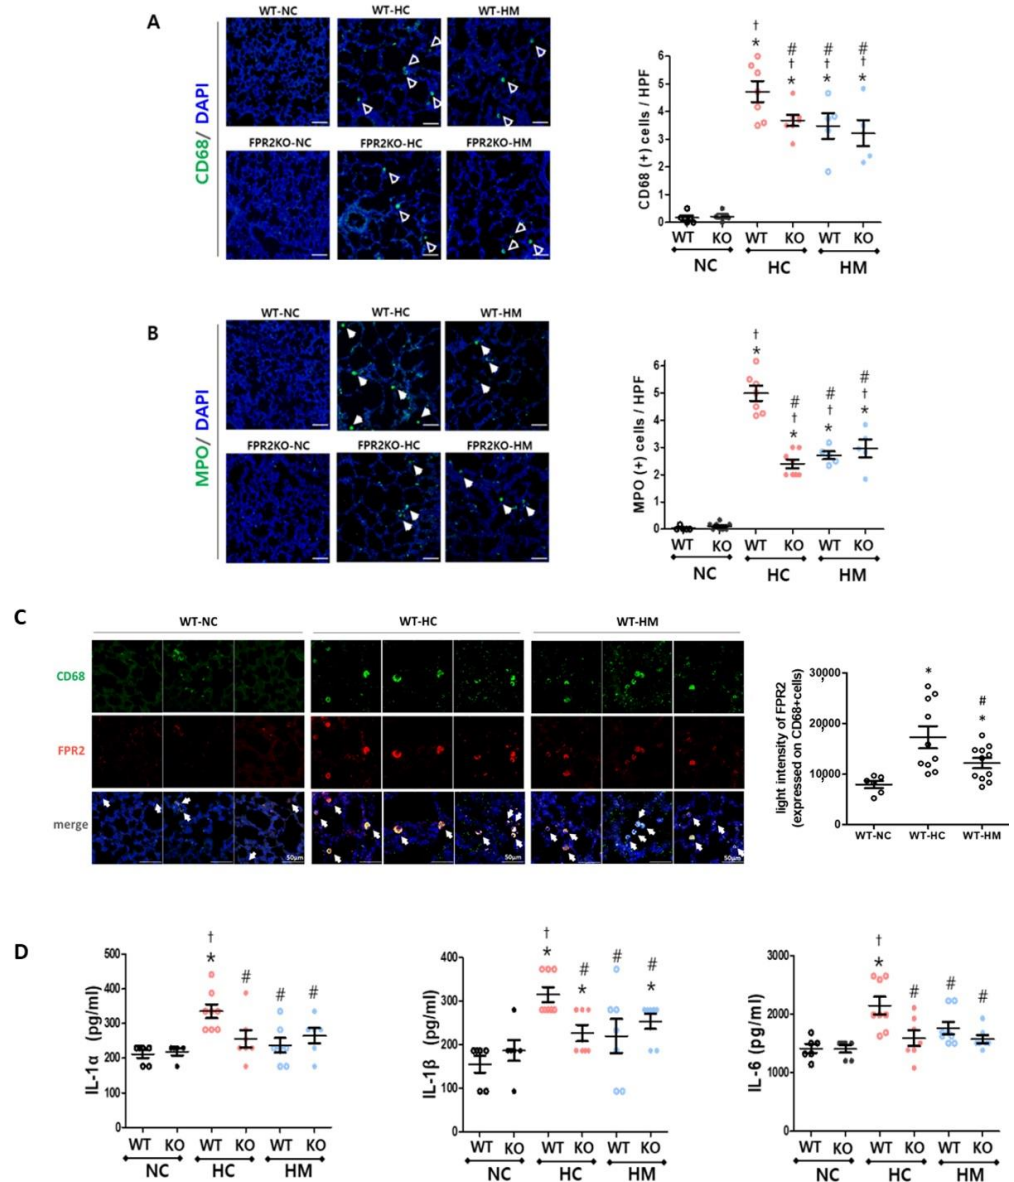 A
WT-NC WT-HC WT-HM
CD68/ DAPI
FPR2KO-NC FPR2KO-HC FPR2KO-HM
CD68 (+) cells / HPF
6
5
4
3
2
1
0
† * # † * # † * # † *
WT KO WT KO WT KO
NC HC HM
B
WT-NC WT-HC WT-HM
MPO/ DAPI
FPR2KO-NC FPR2KO-HC FPR2KO-HM
MPO (+) cells / HPF
6
5
4
3
2
1
0
† * # † * # † * # † *
WT KO WT KO WT KO
NC HC HM
C
WT-NC WT-HC WT-HM
CD68
FPR2
merge
50μm 50μm 50μm
light intensity of FPR2
(expressed on CD68+cells)
30000
20000
10000
0
* # *
WT-NC WT-HC WT-HM
D
IL-1α (pg/ml)
500
400
300
200
100
0
† * # # #
WT KO WT KO WT KO
NC HC HM
IL-1β (pg/ml)
400
300
200
100
0
† * # * # # *
WT KO WT KO WT KO
NC HC HM
IL-6 (pg/ml)
3000
2000
1000
0
† * # # #
WT KO WT KO WT KO
NC HC HM